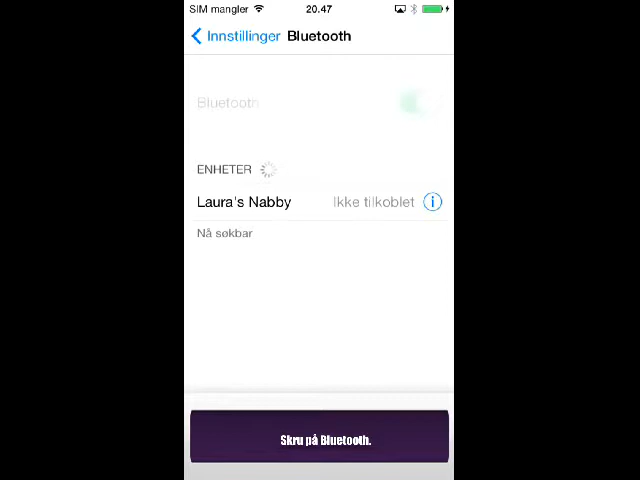 SIM mangler 20.47
Innstillinger Bluetooth
Bluetooth
ENHETER
Laura's Nabby Ikke tilkoblet
Nå søkbar
Skru på Bluetooth.